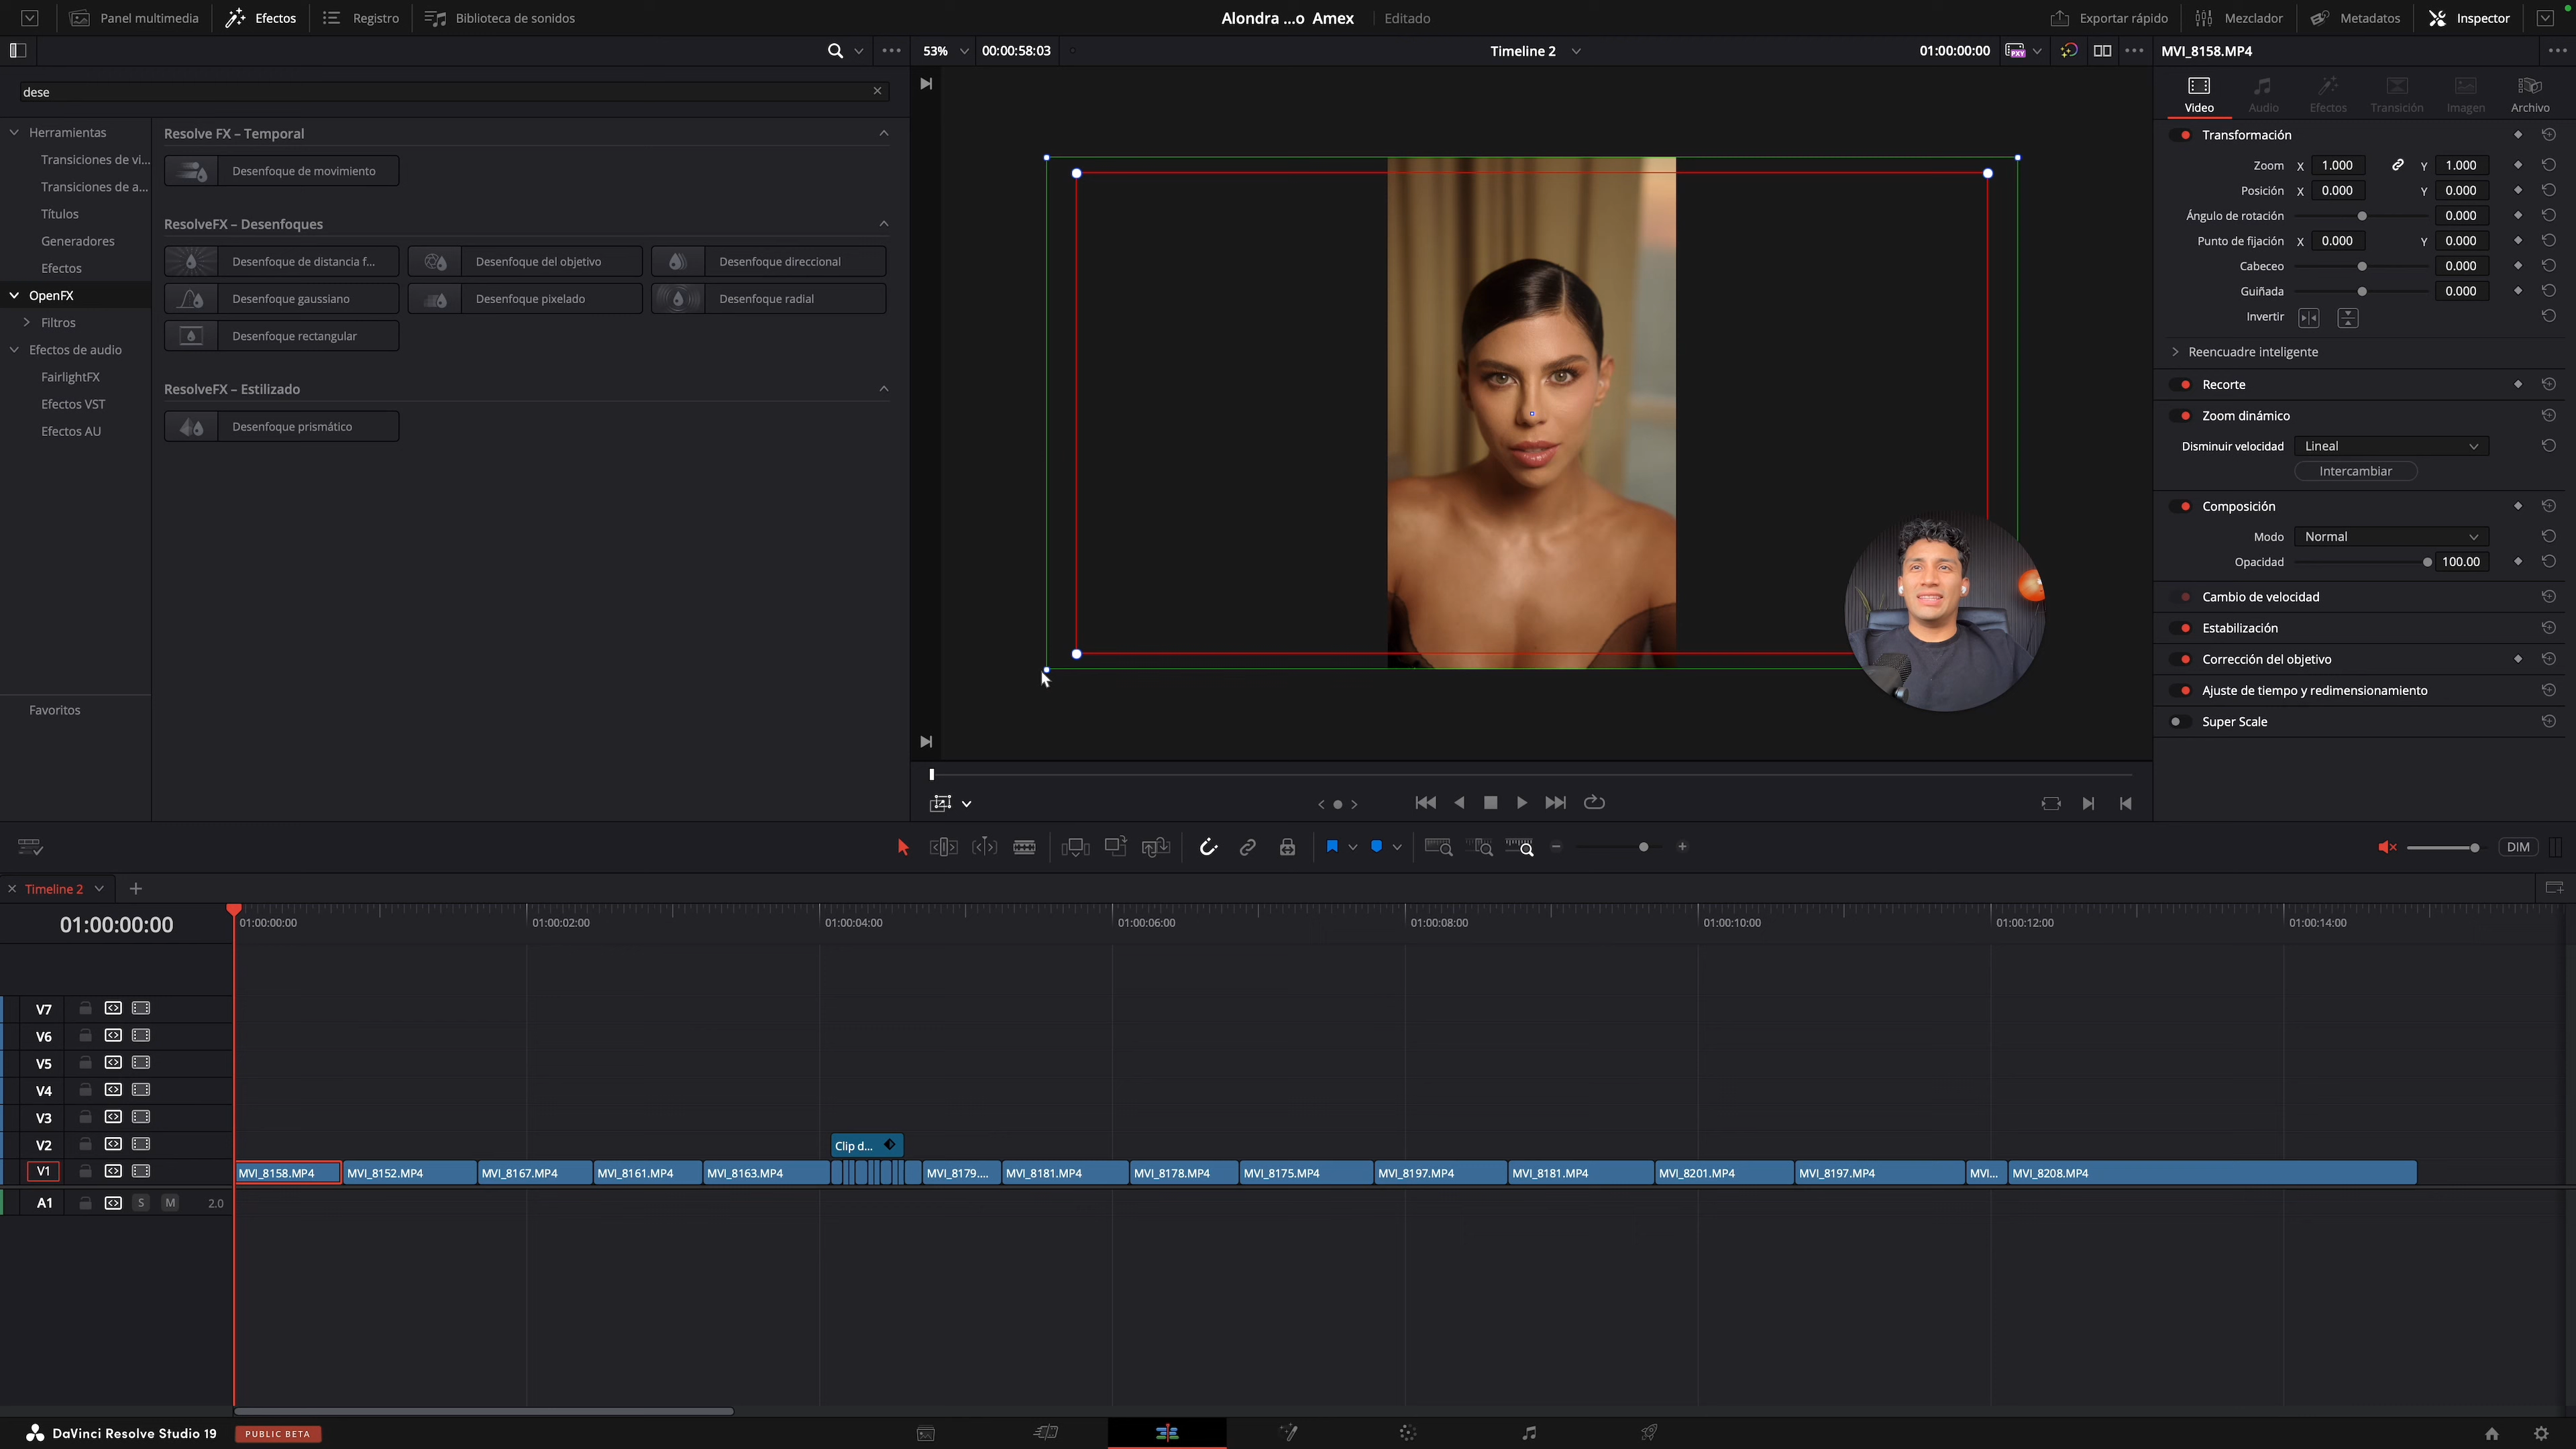 Panel multimedia Efectos Registro Biblioteca de sonidos Alondra ...o Amex Editado Exportar rápido Mezclador Metadatos Inspector
53% 00:00:58:03 Timeline 2 01:00:00:00 PXY MVI_8158.MP4
dese
Herramientas
Transiciones de vi...
Transiciones de a...
Títulos
Generadores
Efectos
OpenFX
Filtros
Efectos de audio
FairlightFX
Efectos VST
Efectos AU
Favoritos
Resolve FX – Temporal
Desenfoque de movimiento
ResolveFX – Desenfoques
Desenfoque de distancia f... Desenfoque del objetivo Desenfoque direccional
Desenfoque gaussiano Desenfoque pixelado Desenfoque radial
Desenfoque rectangular
ResolveFX – Estilizado
Desenfoque prismático
Video Audio Efectos Transición Imagen Archivo
Transformación
Zoom X 1.000 Y 1.000
Posición X 0.000 Y 0.000
Ángulo de rotación 0.000
Punto de fijación X 0.000 Y 0.000
Cabeceo 0.000
Guiñada 0.000
Invertir
Reencuadre inteligente
Recorte
Zoom dinámico
Disminuir velocidad Lineal
Intercambiar
Composición
Modo Normal
Opacidad 100.00
Cambio de velocidad
Estabilización
Corrección del objetivo
Ajuste de tiempo y redimensionamiento
Super Scale
DIM
Timeline 2
01:00:00:00 01:00:00:00 01:00:02:00 01:00:04:00 01:00:06:00 01:00:08:00 01:00:10:00 01:00:12:00 01:00:14:00
V7
V6
V5
V4
V3
V2 Clip d...
V1 MVI_8158.MP4 MVI_8152.MP4 MVI_8167.MP4 MVI_8161.MP4 MVI_8163.MP4 MVI_8179.... MVI_8181.MP4 MVI_8178.MP4 MVI_8175.MP4 MVI_8197.MP4 MVI_8181.MP4 MVI_8201.MP4 MVI_8197.MP4 MVI... MVI_8208.MP4
A1 S M 2.0
DaVinci Resolve Studio 19 PUBLIC BETA